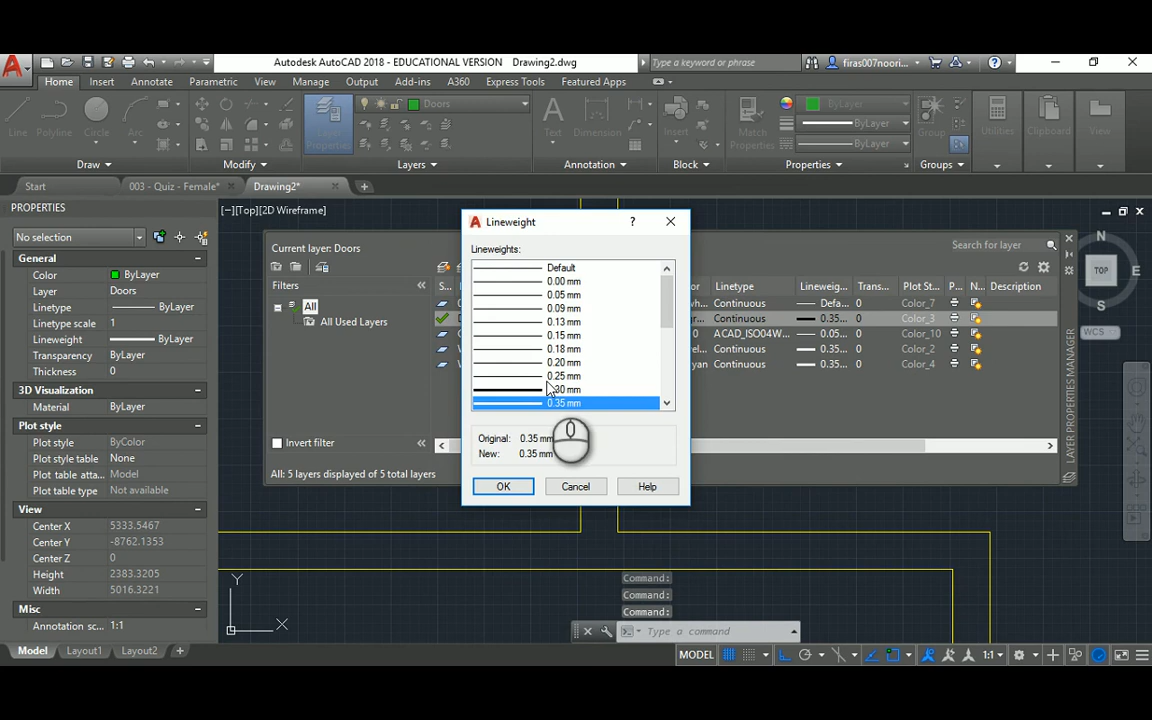 Autodesk AutoCAD 2018 - EDUCATIONAL VERSION Drawing2.dwg
Type a keyword or phrase
firas007noori...
Home Insert Annotate Parametric View Manage Output Add-ins A360 Express Tools Featured Apps
Doors
ByLayer
ByLayer
ByLayer
Line Polyline Circle Arc
Layer Properties
Text Dimension
Insert
Match Properties
Group
Utilities Clipboard View
Draw Modify Layers Annotation Block Properties Groups
Start 003 - Quiz - Female* Drawing2*
PROPERTIES
No selection
General
Color ByLayer
Layer Doors
Linetype ByLayer
Linetype scale 1
Lineweight ByLayer
Transparency ByLayer
Thickness 0
3D Visualization
Material ByLayer
Plot style
Plot style ByColor
Plot style table None
Plot table atta... Model
Plot table type Not available
View
Center X 5333.5467
Center Y -8762.1353
Center Z 0
Height 2383.3205
Width 5016.3221
Misc
Annotation sc... 1:1
[−][Top][2D Wireframe]
Current layer: Doors
Search for layer
Filters
All
All Used Layers
Invert filter
All: 5 layers displayed of 5 total layers
S...
or Linetype Lineweig... Trans... Plot St... P... N... Description
Continuous Defa... 0 Color_7
Continuous 0.35... 0 Color_3
ACAD_ISO04W... 0.05... 0 Color_10
Continuous 0.35... 0 Color_2
Continuous 0.35... 0 Color_4
LAYER PROPERTIES MANAGER
Lineweight
Lineweights:
Default
0.00 mm
0.05 mm
0.09 mm
0.13 mm
0.15 mm
0.18 mm
0.20 mm
0.25 mm
0.35 mm
Original: 0.35 mm
New: 0.35 mm
OK Cancel Help
N
TOP
E
S
WCS
Y
X
Command:
Command:
Command:
Type a command
Model Layout1 Layout2
MODEL
1:1